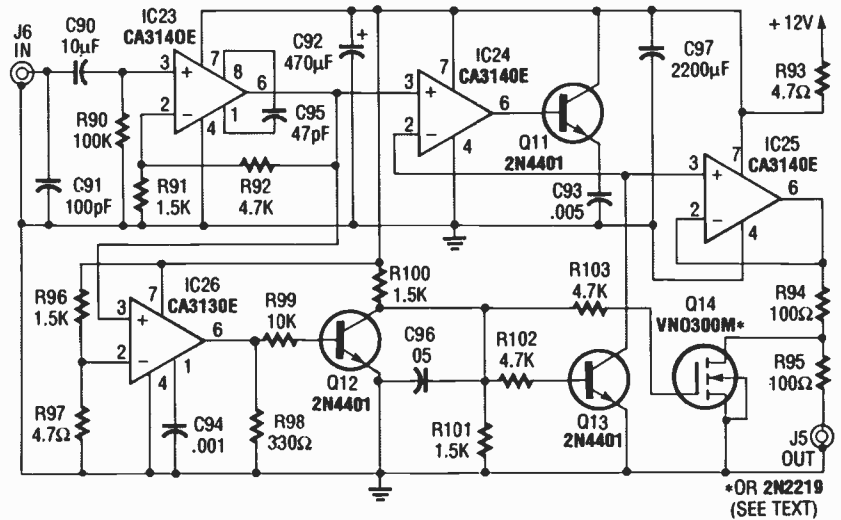 J6
IN
C90
10µF
IC23
CA3140E
3
+
2
−
7
8
6
1
4
C92
470µF
+
C95
47pF
R90
100K
C91
100pF
R91
1.5K
R92
4.7K
IC24
CA3140E
3
+
−
2
7
6
4
Q11
2N4401
C93
.005
C97
2200µF
+ 12V
R93
4.7Ω
IC25
CA3140E
3
+
2
−
7
6
4
R96
1.5K
R97
4.7Ω
IC26
CA3130E
3
+
2
−
7
6
1
4
C94
.001
R99
10K
R98
330Ω
Q12
2N4401
R100
1.5K
C96
05
R102
4.7K
R103
4.7K
R101
1.5K
Q13
2N4401
Q14
VN0300M*
R94
100Ω
R95
100Ω
J5
OUT
*OR 2N2219
(SEE TEXT)